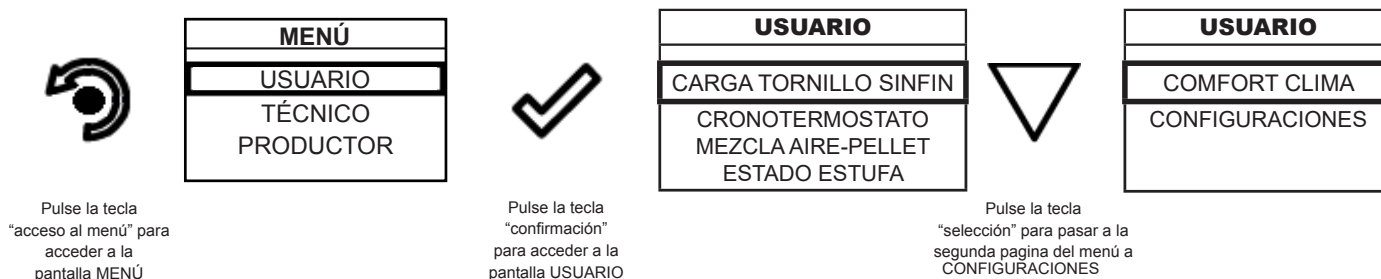 MENÚ
USUARIO
TÉCNICO
PRODUCTOR
Pulse la tecla
“acceso al menú” para
acceder a la
pantalla MENÚ
Pulse la tecla
“confirmación”
para acceder a la
pantalla USUARIO
USUARIO
CARGA TORNILLO SINFIN
CRONOTERMOSTATO
MEZCLA AIRE-PELLET
ESTADO ESTUFA
Pulse la tecla
“selección” para pasar a la
segunda pagina del menú a
CONFIGURACIONES
USUARIO
COMFORT CLIMA
CONFIGURACIONES